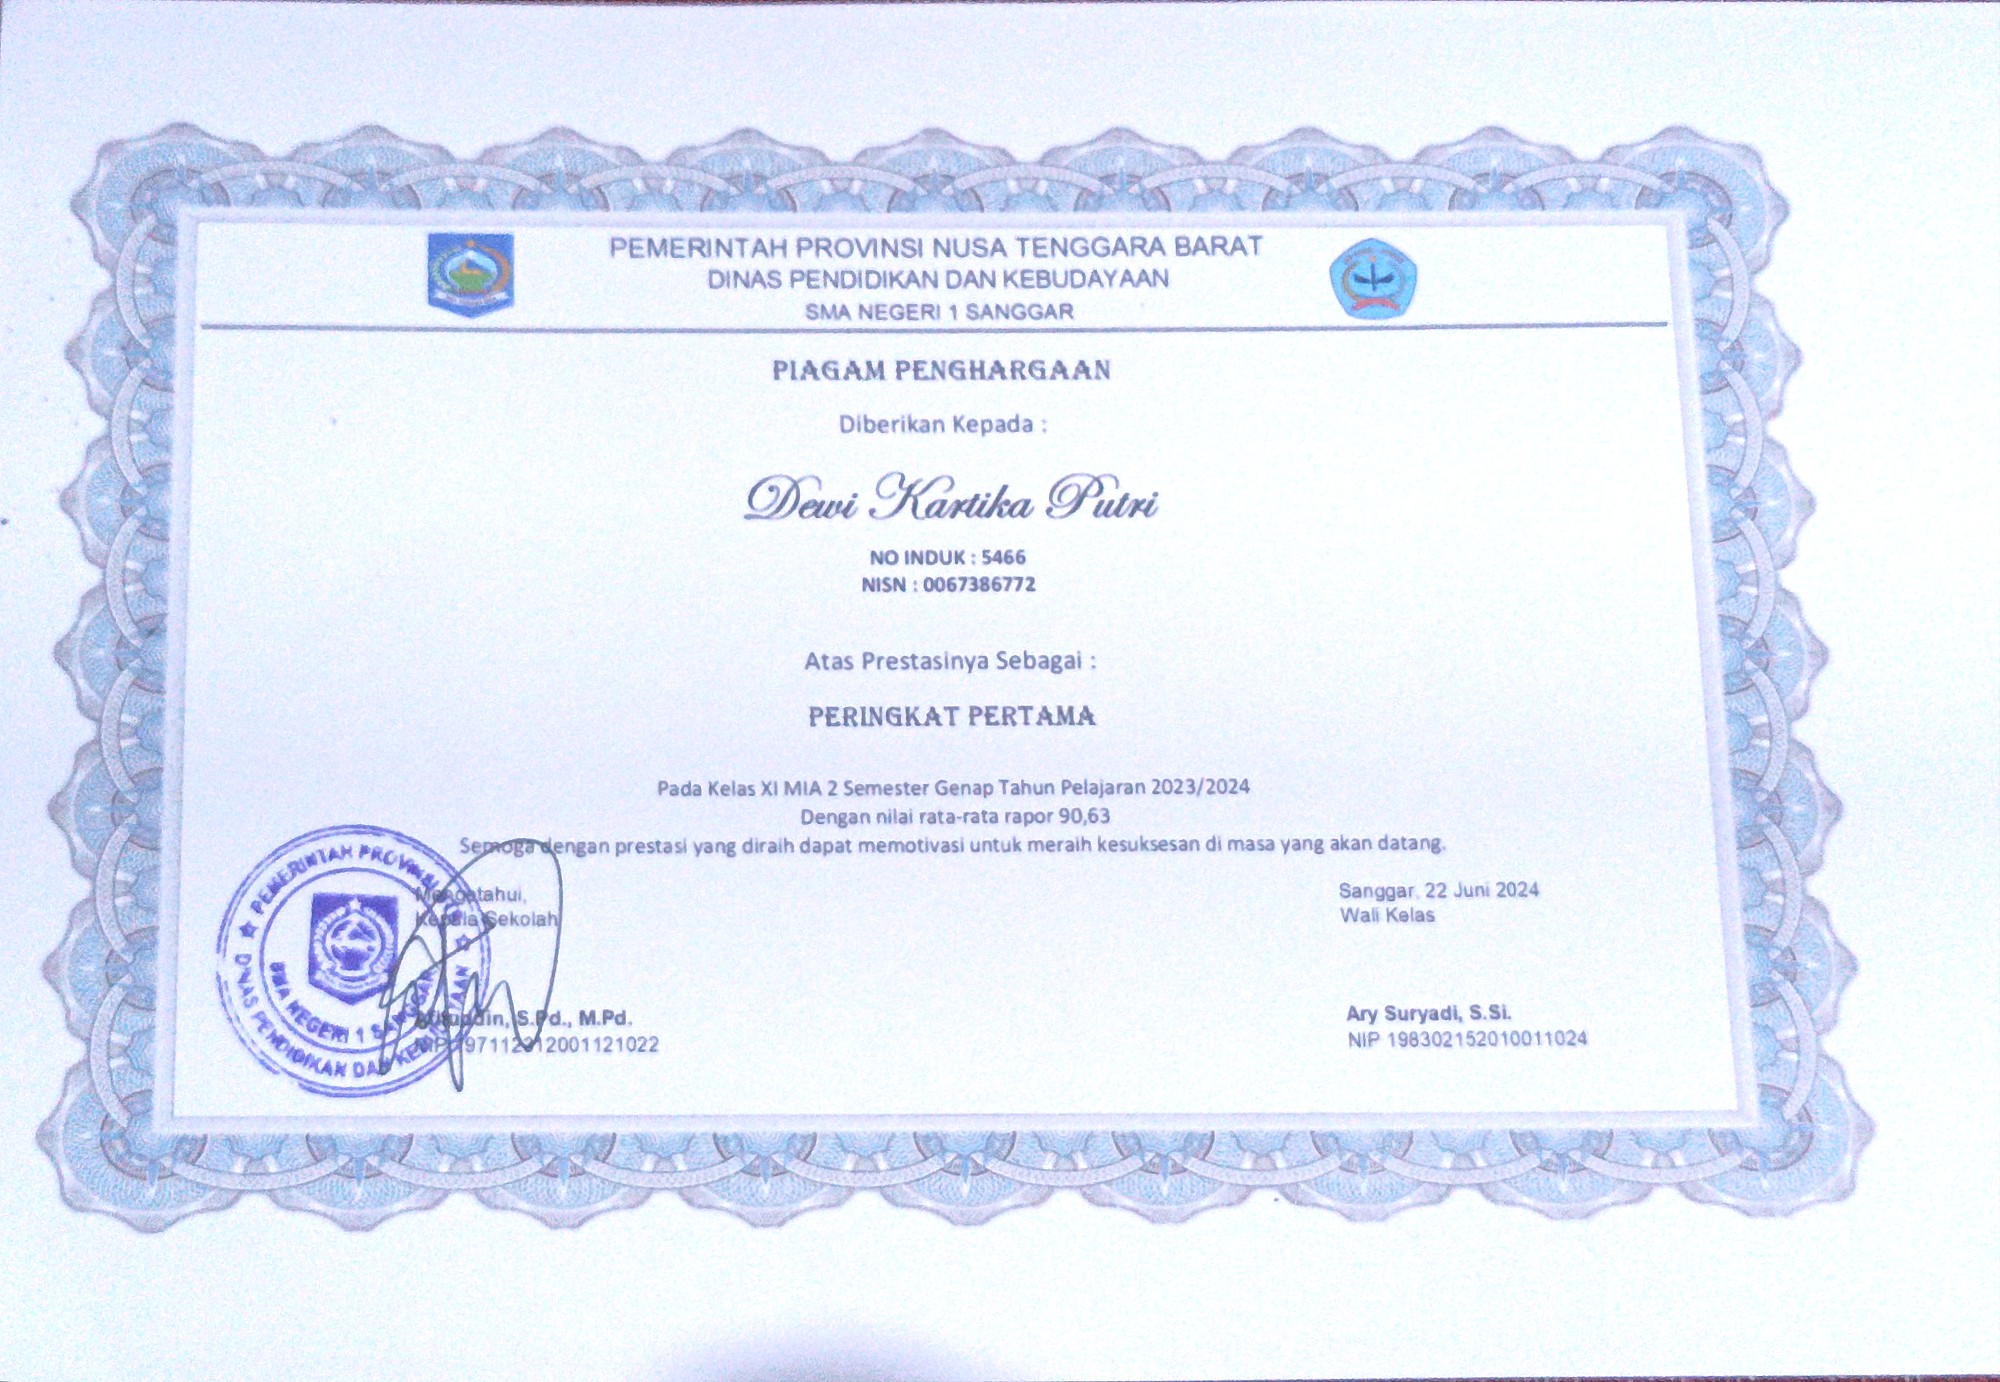 PEMERINTAH PROVINSI NUSA TENGGARA BARAT
DINAS PENDIDIKAN DAN KEBUDAYAAN
SMA NEGERI 1 SANGGAR
PIAGAM PENGHARGAAN
Diberikan Kepada :
Dewi Kartika Putri
NO INDUK : 5466
NISN : 0067386772
Atas Prestasinya Sebagai :
PERINGKAT PERTAMA
Pada Kelas XI MIA 2 Semester Genap Tahun Pelajaran 2023/2024
Dengan nilai rata-rata rapor 90,63
Semoga dengan prestasi yang diraih dapat memotivasi untuk meraih kesuksesan di masa yang akan datang.
Mengetahui,
Kepala Sekolah
S.Pd., M.Pd.
NIP
PEMERINTAH PROVINSI
DINAS PENDIDIKAN DAN KEBUDAYAAN
SMA NEGERI 1 SANGGAR
Sanggar, 22 Juni 2024
Wali Kelas
Ary Suryadi, S.Si.
NIP 198302152010011024